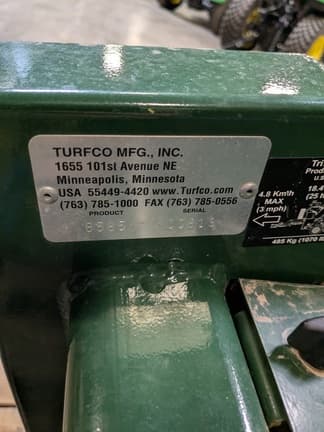 TURFCO MFG., INC.
1655 101st Avenue NE
Minneapolis, Minnesota
USA 55449-4420 www.Turfco.com
(763) 785-1000 FAX (763) 785-0556
PRODUCT SERIAL
4.8 Km/h
MAX
(3 mph)
485 Kg (1070